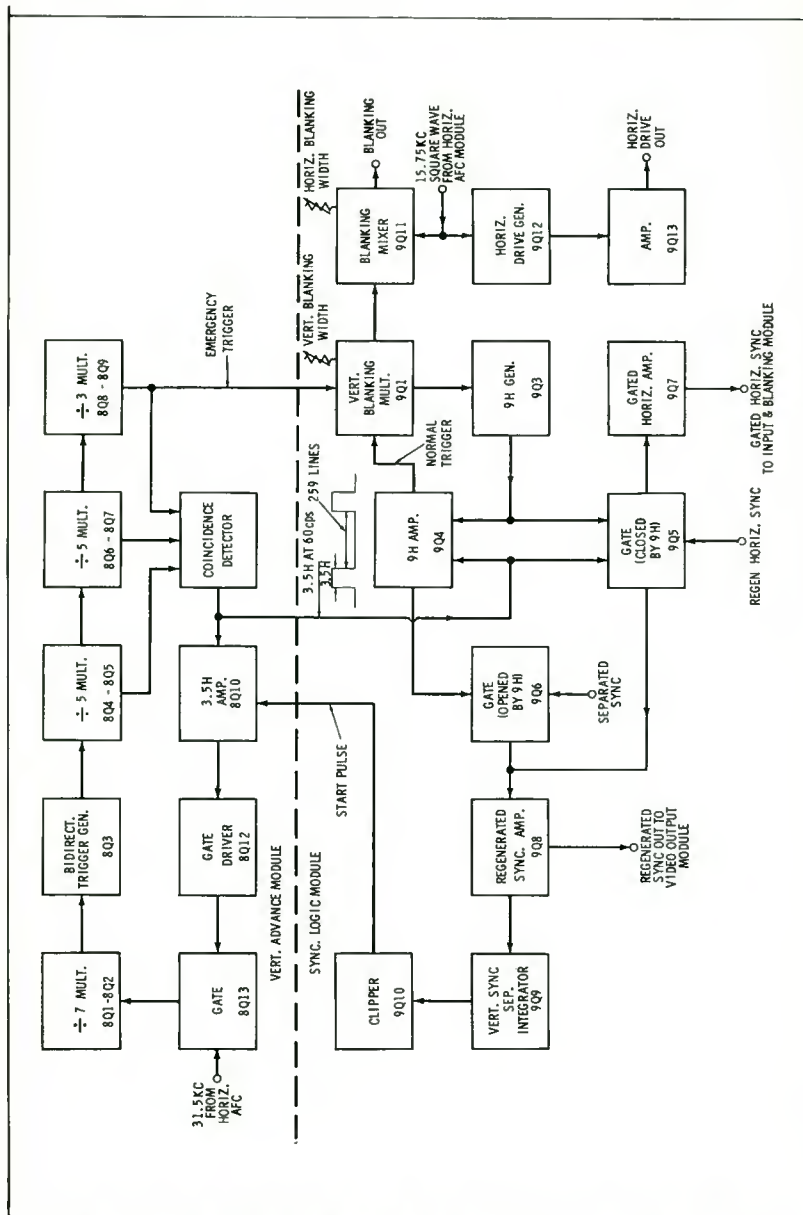 ÷ 7 MULT.
8Q1-8Q2
BIDIRECT.
TRIGGER GEN.
8Q3
÷ 5 MULT.
8Q4 - 8Q5
÷ 5 MULT.
8Q6 - 8Q7
÷ 3 MULT.
8Q8 - 8Q9
31.5KC
FROM
HORIZ.
AFC
GATE
8Q13
GATE
DRIVER
8Q12
3.5H
AMP.
8Q10
COINCIDENCE
DETECTOR
EMERGENCY
TRIGGER
VERT. ADVANCE MODULE
SYNC. LOGIC MODULE
START PULSE
3.5H AT 60cps
3.5H
259 LINES
VERT. BLANKING
WIDTH
HORIZ. BLANKING
WIDTH
CLIPPER
9Q10
9H AMP.
9Q4
NORMAL
TRIGGER
VERT.
BLANKING
MULT.
9Q1
BLANKING
MIXER
9Q11
BLANKING
OUT
15.75KC
SQUARE WAVE
FROM HORIZ.
AFC MODULE
9H GEN.
9Q3
HORIZ.
DRIVE GEN.
9Q12
VERT. SYNC
SEP.
INTEGRATOR
9Q9
REGENERATED
SYNC. AMP.
9Q8
GATE
(OPENED
BY 9H)
9Q6
SEPARATED
SYNC
GATE
(CLOSED
BY 9H)
9Q5
GATED
HORIZ. AMP.
9Q7
AMP.
9Q13
HORIZ.
DRIVE
OUT
REGENERATED
SYNC OUT TO
VIDEO OUTPUT
MODULE
REGEN HORIZ. SYNC
GATED HORIZ. SYNC
TO INPUT & BLANKING MODULE